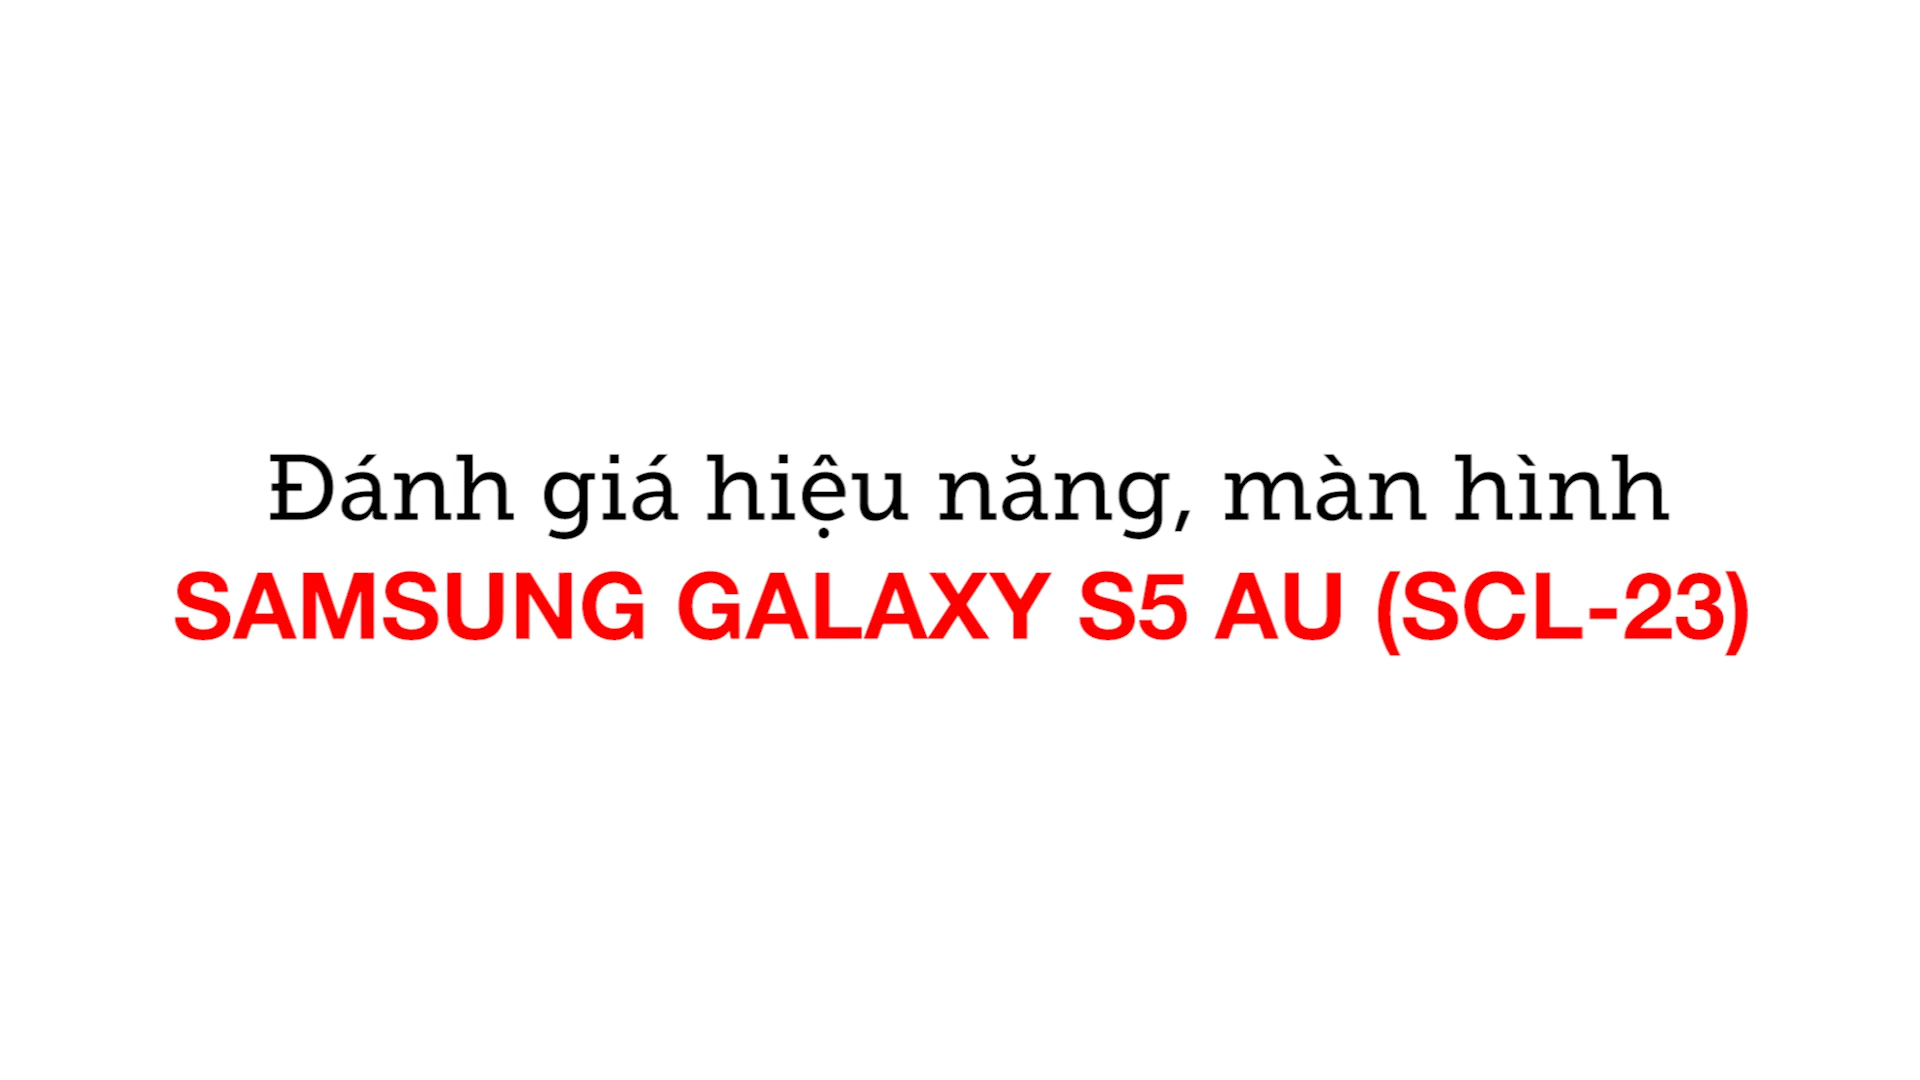 Đánh giá hiệu năng, màn hình
SAMSUNG GALAXY S5 AU (SCL-23)